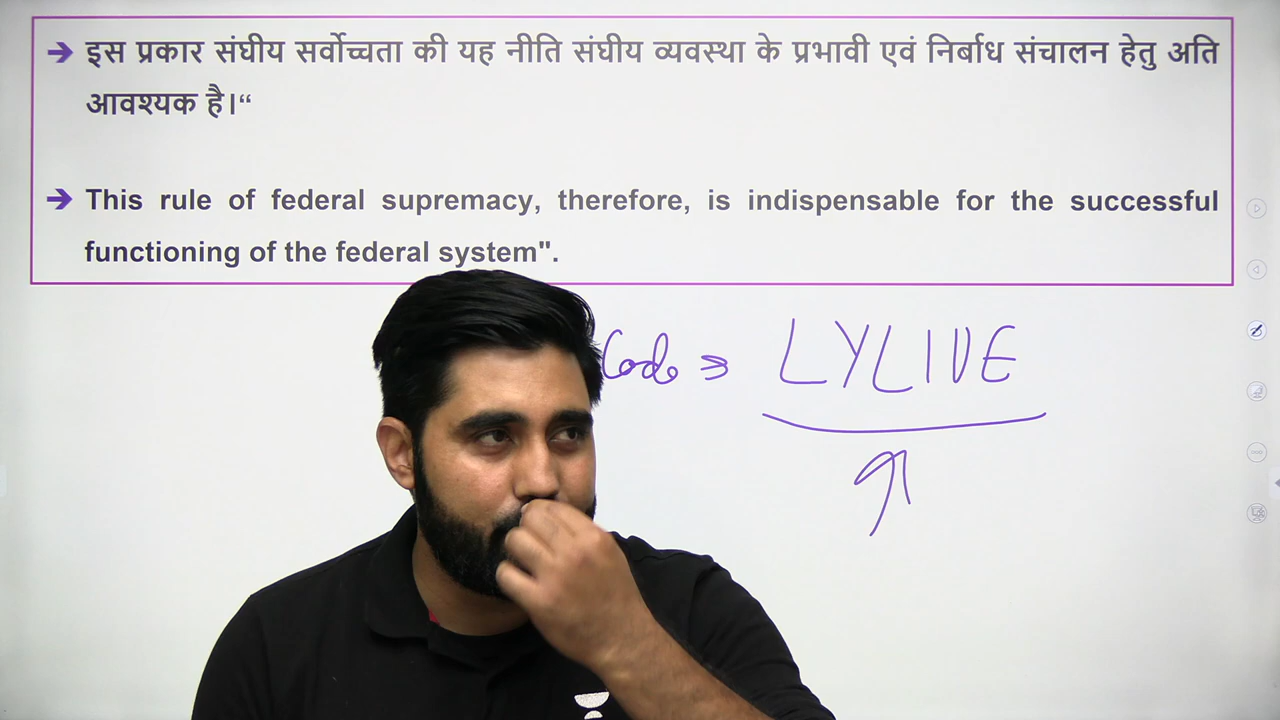 → इस प्रकार संघीय सर्वोच्चता की यह नीति संघीय व्यवस्था के प्रभावी एवं निर्बाध संचालन हेतु अति
आवश्यक है।“
→ This rule of federal supremacy, therefore, is indispensable for the successful
functioning of the federal system".
Code ⇒ LYLIVE